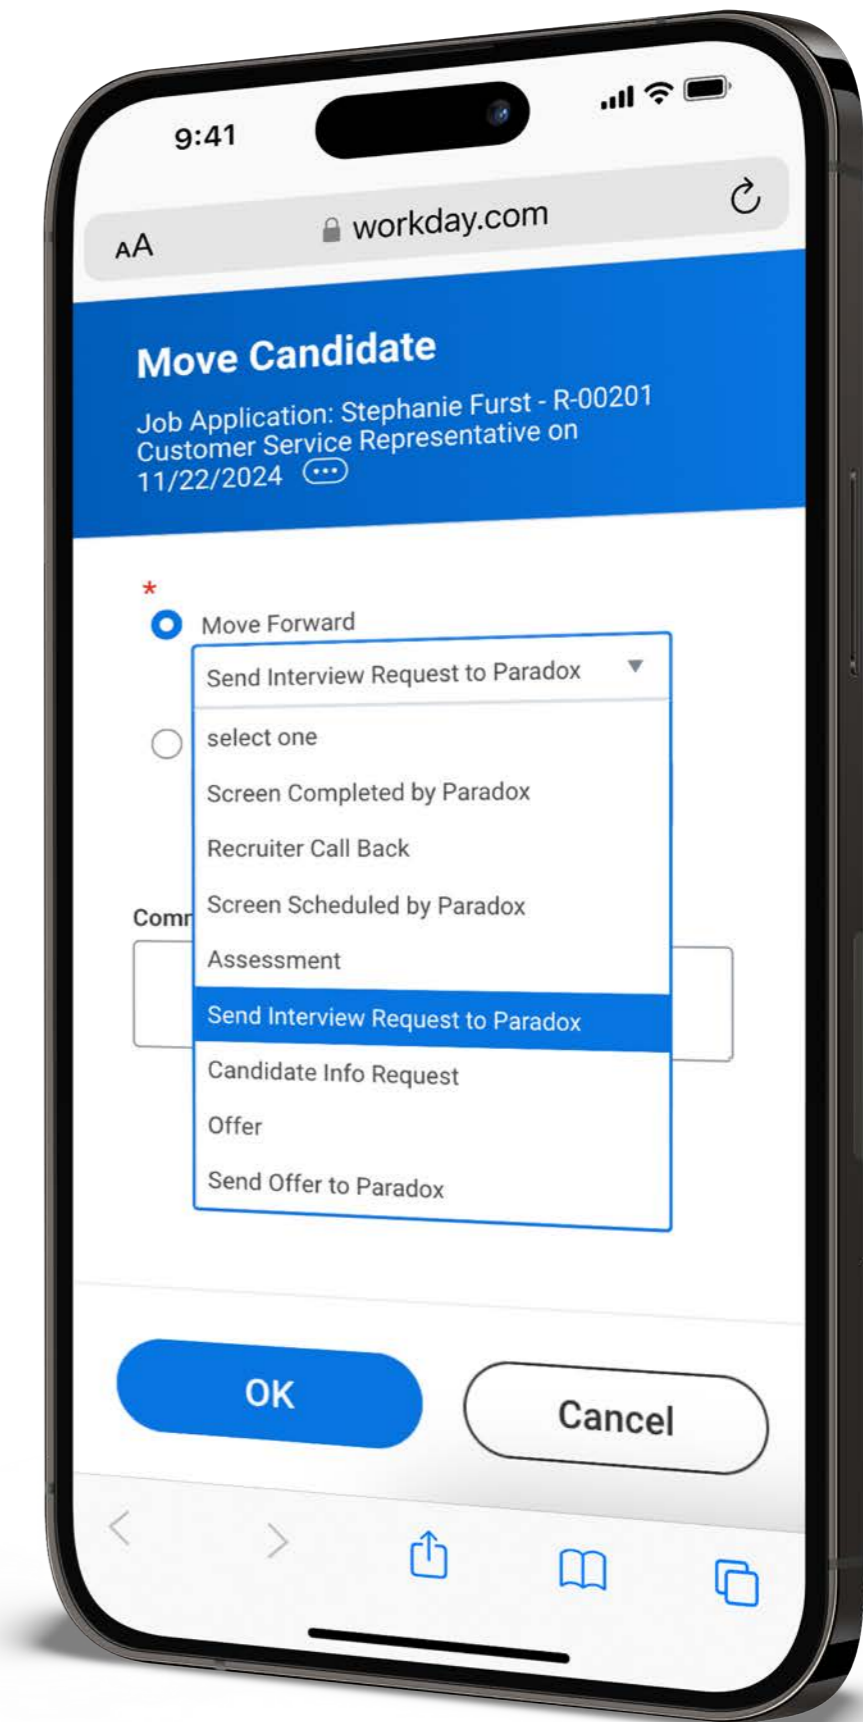 9:41
AA
workday.com
Move Candidate
Job Application: Stephanie Furst - R-00201
Customer Service Representative on
11/22/2024
*
Move Forward
Send Interview Request to Paradox
select one
Screen Completed by Paradox
Recruiter Call Back
Screen Scheduled by Paradox
Comm
Assessment
Send Interview Request to Paradox
Candidate Info Request
Offer
Send Offer to Paradox
OK
Cancel